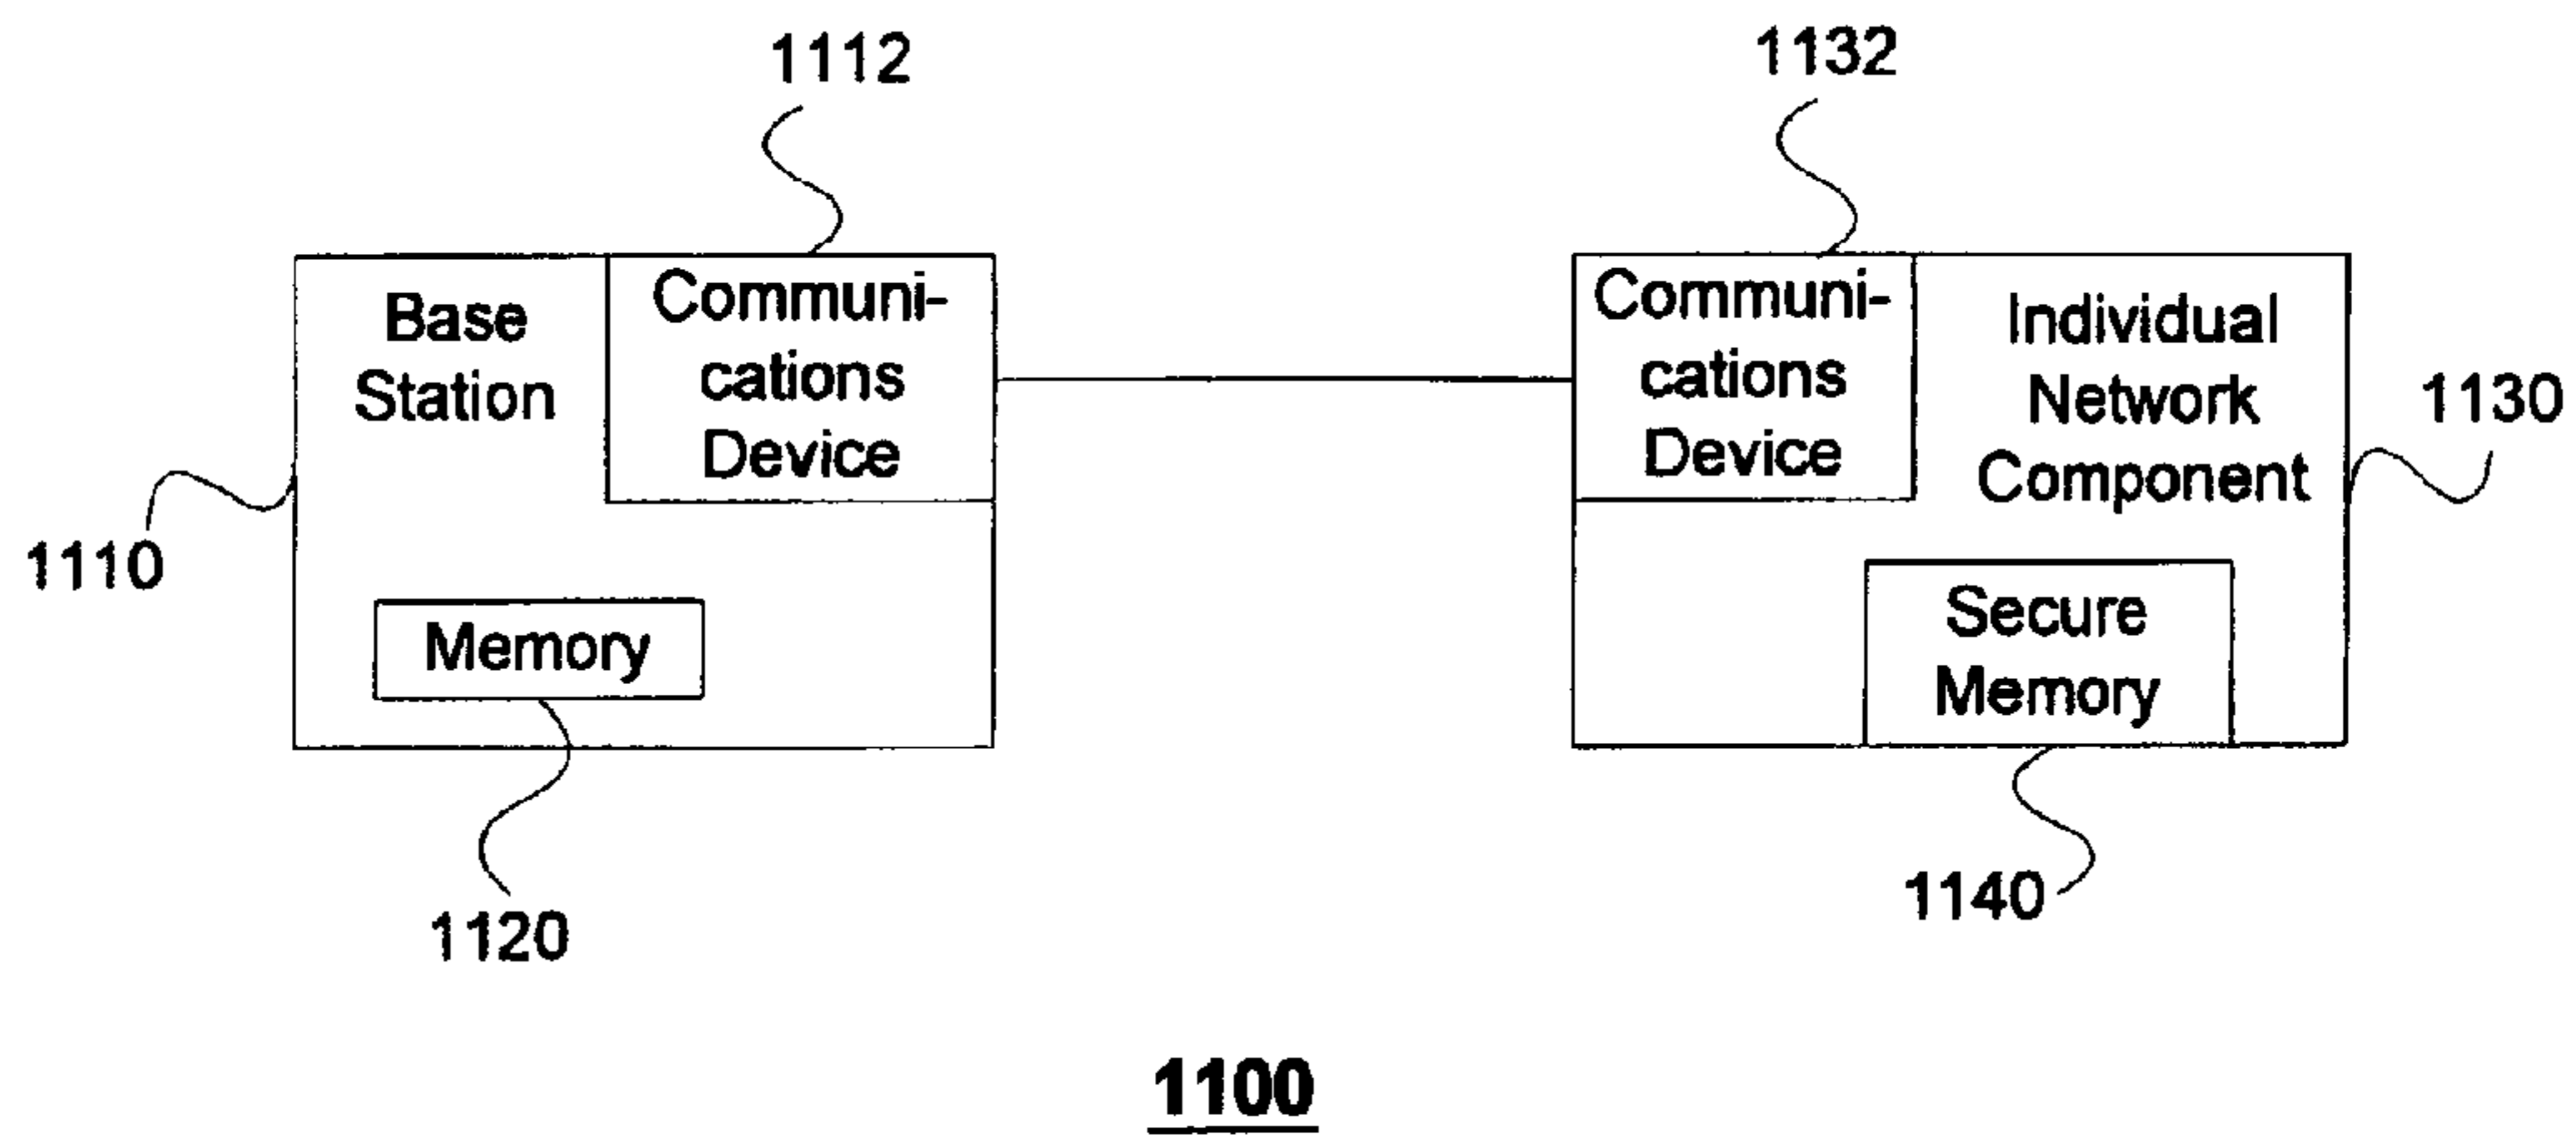 1112
1132
Base
Station
Communi-
cations
Device
Communi-
cations
Device
Individual
Network
Component
1130
1110
Memory
Secure
Memory
1120
1140
1100